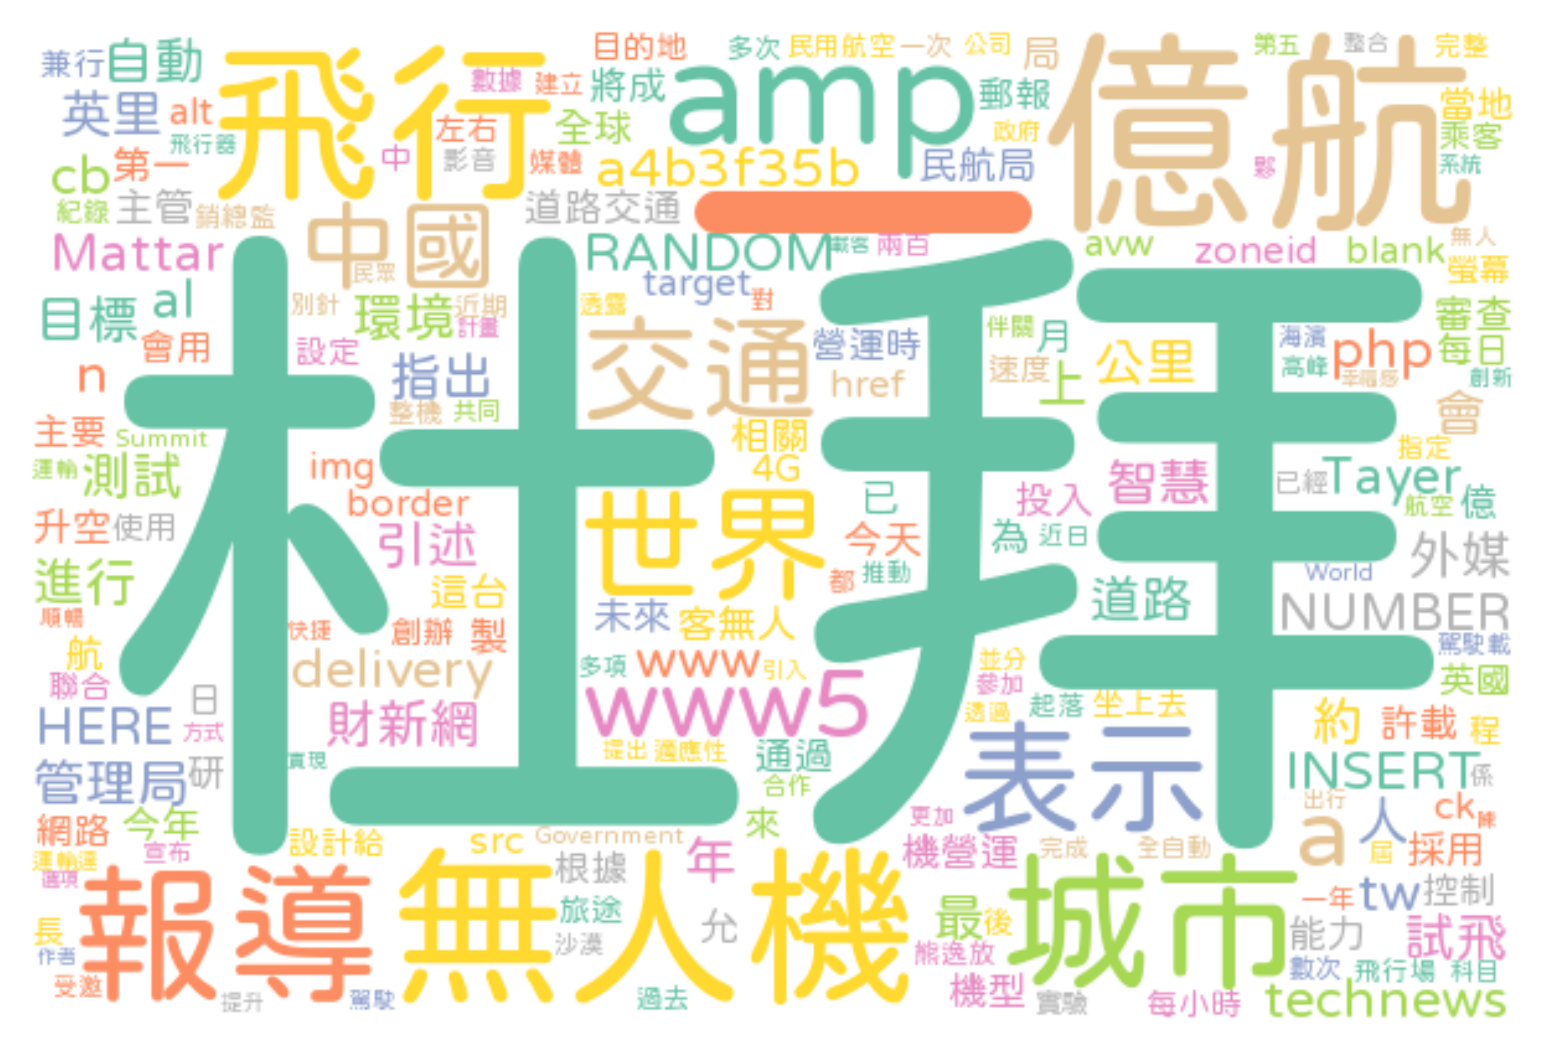 目的地 多次 民用航空 一次 公司 局 第五 整合 完整
兼行 自動 飛行 數據 建立 將成 amp 郵報 億航 當地
英里 alt 左右 全球 政府 乘客
飛行器 中 影音 媒體 a4b3f35b 民航局 夥 系統
cb 第一 紀錄 主管 銷總監 道路交通
Mattar 中國 民眾 RANDOM 載客 兩百 avw zoneid blank 無人
al target 對 螢幕
目標 別針 環境 近期 透露 伴關 月 審查
會用 設定 計畫 交通 營運時 海濱 php 每日
n 指出 href 速度 上 公里 高峰 幸福感 創新
杜拜
整機 共同 會
主要 Summit 相關 指定
運輸 測試 img 4G 智慧 已經 Tayer
border 世界 已 投入 航空 億
升空 使用 引述 今天 為 近日 外媒
進行 這台 都 推動 道路 World
順暢 快捷 創辦 製 未來 客無人 NUMBER
航 delivery 多項 www 引入 並分 駕駛載
聯合 日 www5 參加 英國
HERE 方式 財新網 透過 起落 坐上去 約 許載 程
管理局 研 實現 提出 適應性 通過 表示 INSERT 係
合作 出行
網路 今年 設計給 src Government 來 更加 a 人 ck 陳
宣布 年 機營運 完成 全自動 屆 採用
運輸達 選項 報導 無人機 根據 城市 一年 tw 控制
長 旅途 允 最後 能力 試飛
作者 沙漠 熊逸放 數次 飛行場 科目
受邀 提升 駕駛 過去 機型 實驗 每小時 technews